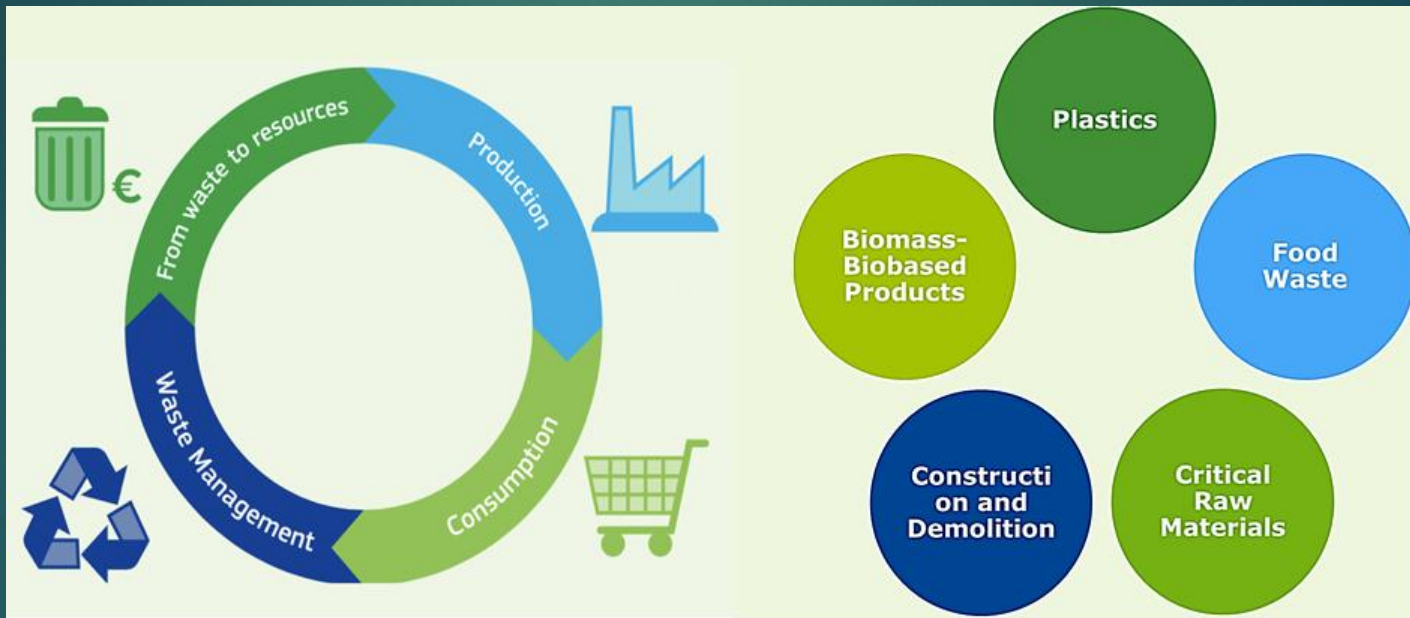 From waste to resources
Production
Consumption
Waste Management
€
Plastics
Biomass-
Biobased
Products
Food
Waste
Constructi
on and
Demolition
Critical
Raw
Materials